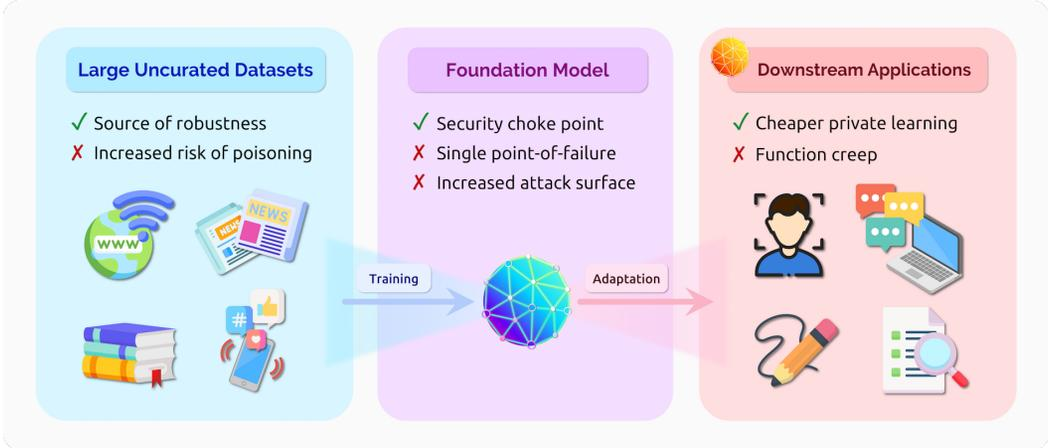 Large Uncurated Datasets
✓ Source of robustness
✗ Increased risk of poisoning
WWW
NEWS
NEWS
#
Training
Foundation Model
✓ Security choke point
✗ Single point-of-failure
✗ Increased attack surface
Adaptation
Downstream Applications
✓ Cheaper private learning
✗ Function creep